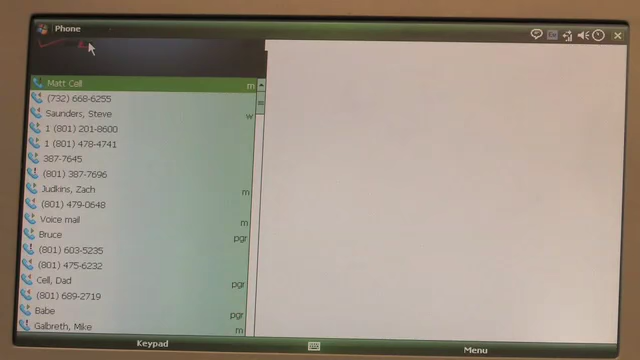 Phone
Matt Cell m
(732) 668-6255
Saunders, Steve w
1 (801) 201-8600
1 (801) 478-4741
387-7645
(801) 387-7696
Judkins, Zach m
(801) 479-0648
Voice mail m
Bruce pgr
(801) 603-5235
(801) 475-6232
Cell, Dad pgr
(801) 689-2719
Babe pgr
Galbreth, Mike m
Keypad Menu